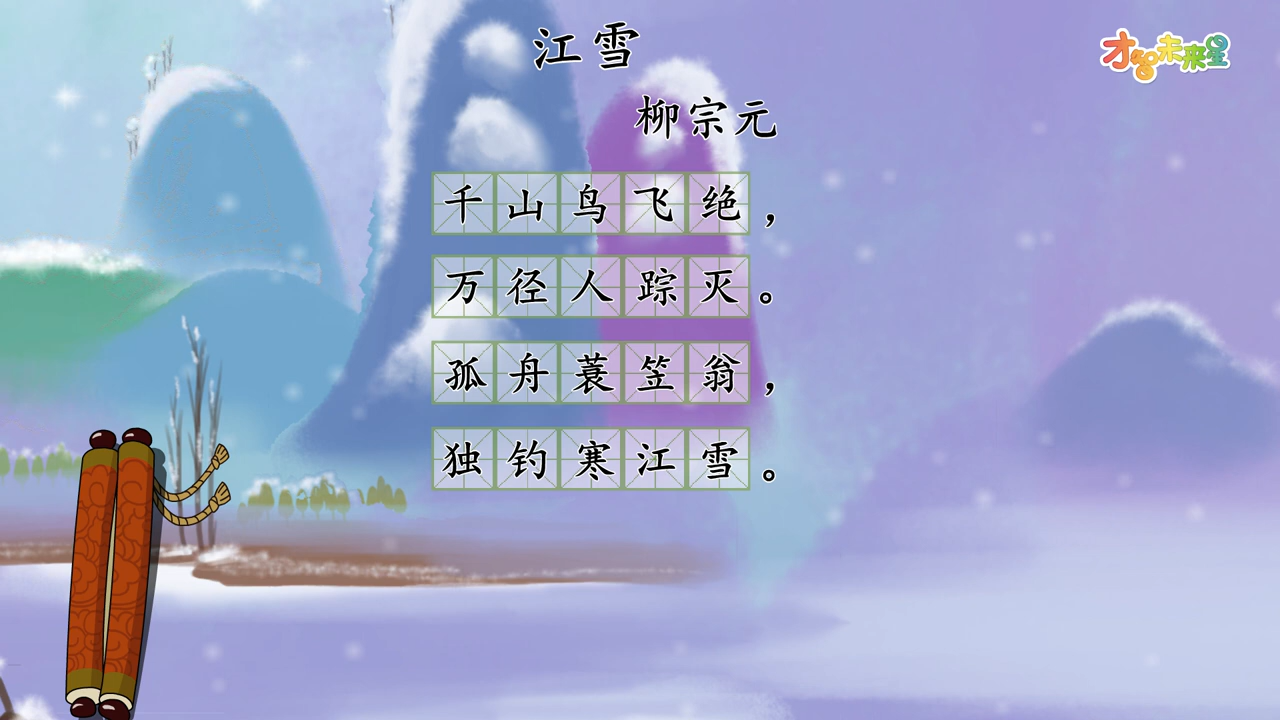 江雪
才智未来星
柳宗元
千山鸟飞绝，
万径人踪灭。
孤舟蓑笠翁，
独钓寒江雪。